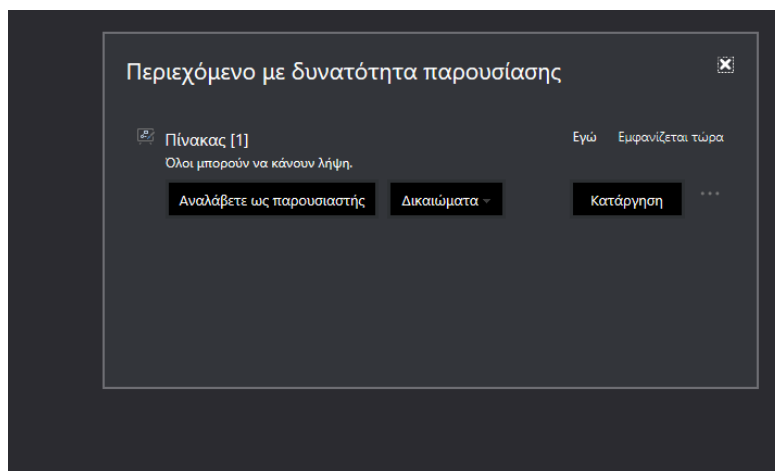 Περιεχόμενο με δυνατότητα παρουσίασης
Πίνακας [1] Εγώ Εμφανίζεται τώρα
Όλοι μπορούν να κάνουν λήψη.
Αναλάβετε ως παρουσιαστής Δικαιώματα Κατάργηση ...